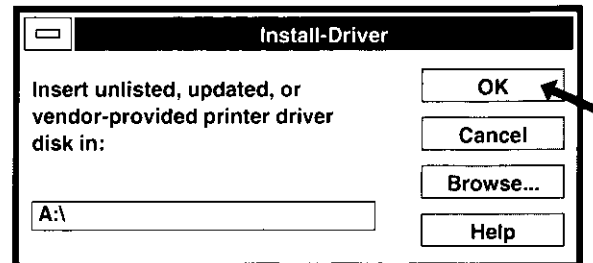 Install-Driver
Insert unlisted, updated, or
vendor-provided printer driver
disk in:
A:\
OK
Cancel
Browse...
Help